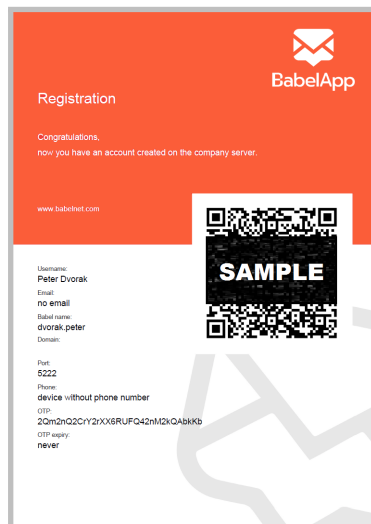 BabelApp
Registration
Congratulations,
now you have an account created on the company server.
www.babelnet.com
SAMPLE
Username:
Peter Dvorak
Email:
no email
Babel name:
dvorak.peter
Domain:
Port:
5222
Phone:
device without phone number
OTP:
2Qm2nQ2CrY2rXX6RUFQ42nM2kQAbkKb
OTP expiry:
never